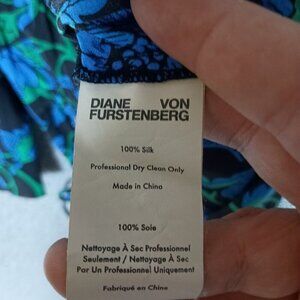 DIANE VON
FURSTENBERG
100% Silk
Professional Dry Clean Only
Made in China
100% Soie
Nettoyage À Sec Professionnel
Seulement / Nettoyage À Sec
Par Un Professionnel Uniquement
Fabriqué en Chine